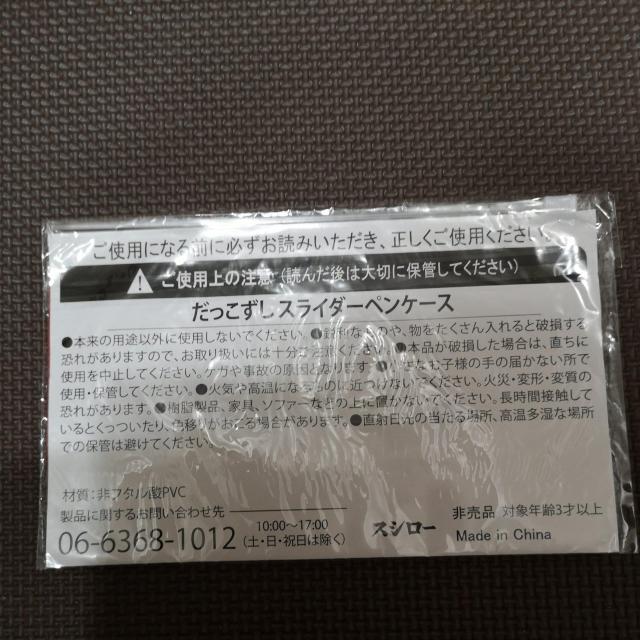 ご使用になる前に必ずお読みいただき、正しくご使用ください
ご使用上の注意（読んだ後は大切に保管してください）
だっこずしスライダーペンケース
●本来の用途以外に使用しないでください。●鋭利なものや、物をたくさん入れると破損する
恐れがありますので、お取り扱いには十分ご注意ください。●本品が破損した場合は、直ちに
使用を中止してください。ケガや事故の原因となります。●小さなお子様の手の届かない所で
使用・保管してください。●火気や高温になるものに近づけないでください。火災・変形・変質の
恐れがあります。●樹脂製品、家具、ソファーなどの上に置かないでください。長時間接触して
いるとくっついたり、色移りがおこる場合があります。●直射日光の当たる場所、高温多湿な場所
での保管は避けてください。
材質：非フタル酸PVC
製品に関するお問い合わせ先
06-6368-1012
10:00～17:00
（土・日・祝日は除く）
スシロー
非売品 対象年齢3才以上
Made in China